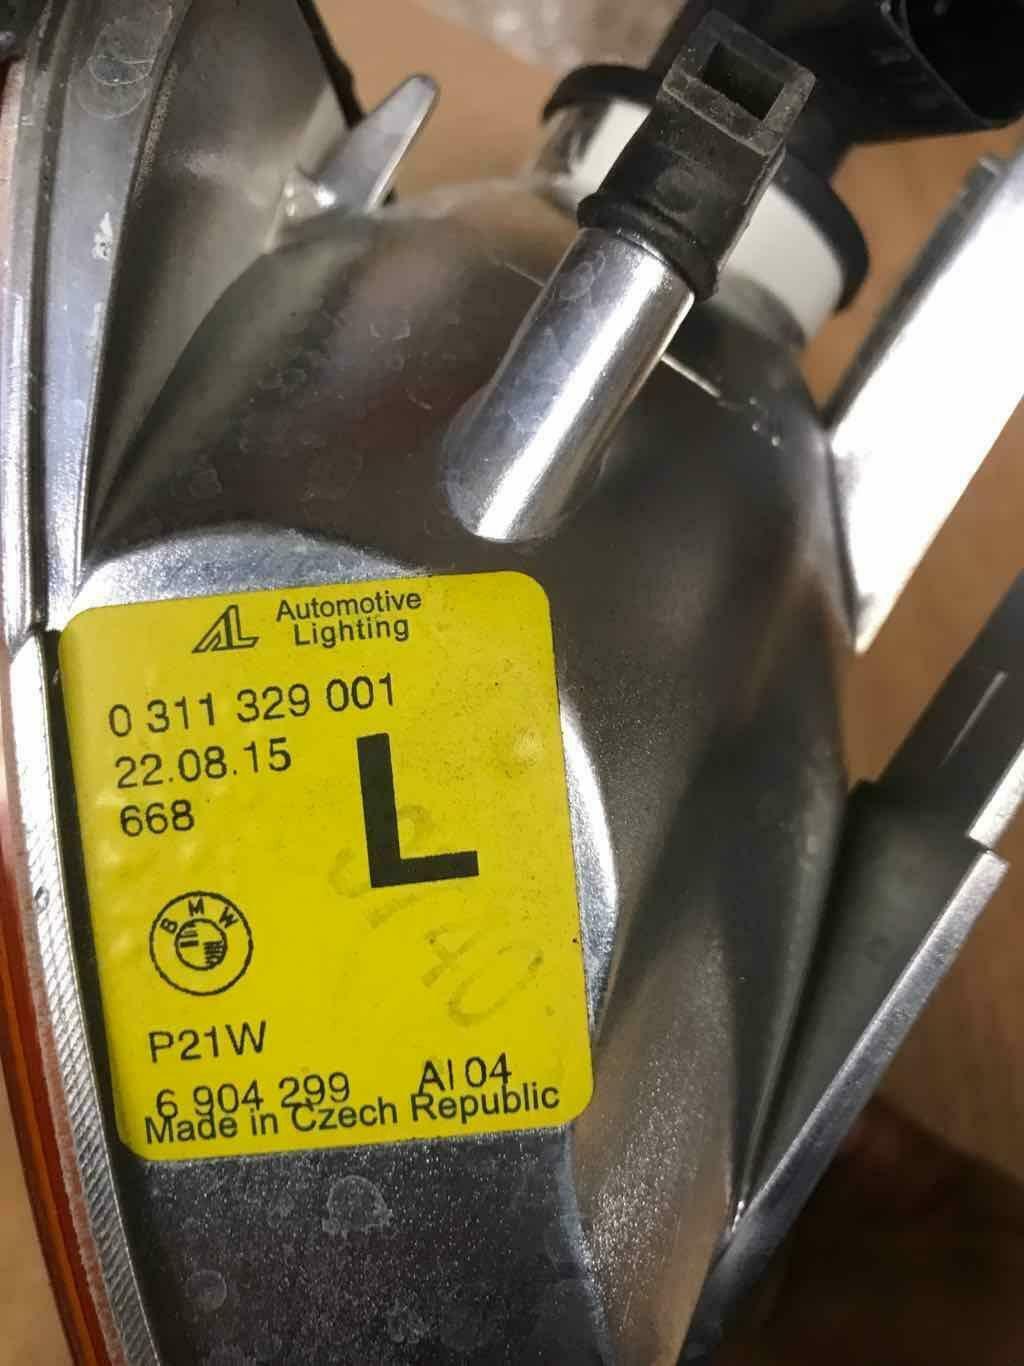 AL Automotive
Lighting
0 311 329 001
22.08.15
668
L
BMW
P21W
6 904 299 AI 04
Made in Czech Republic